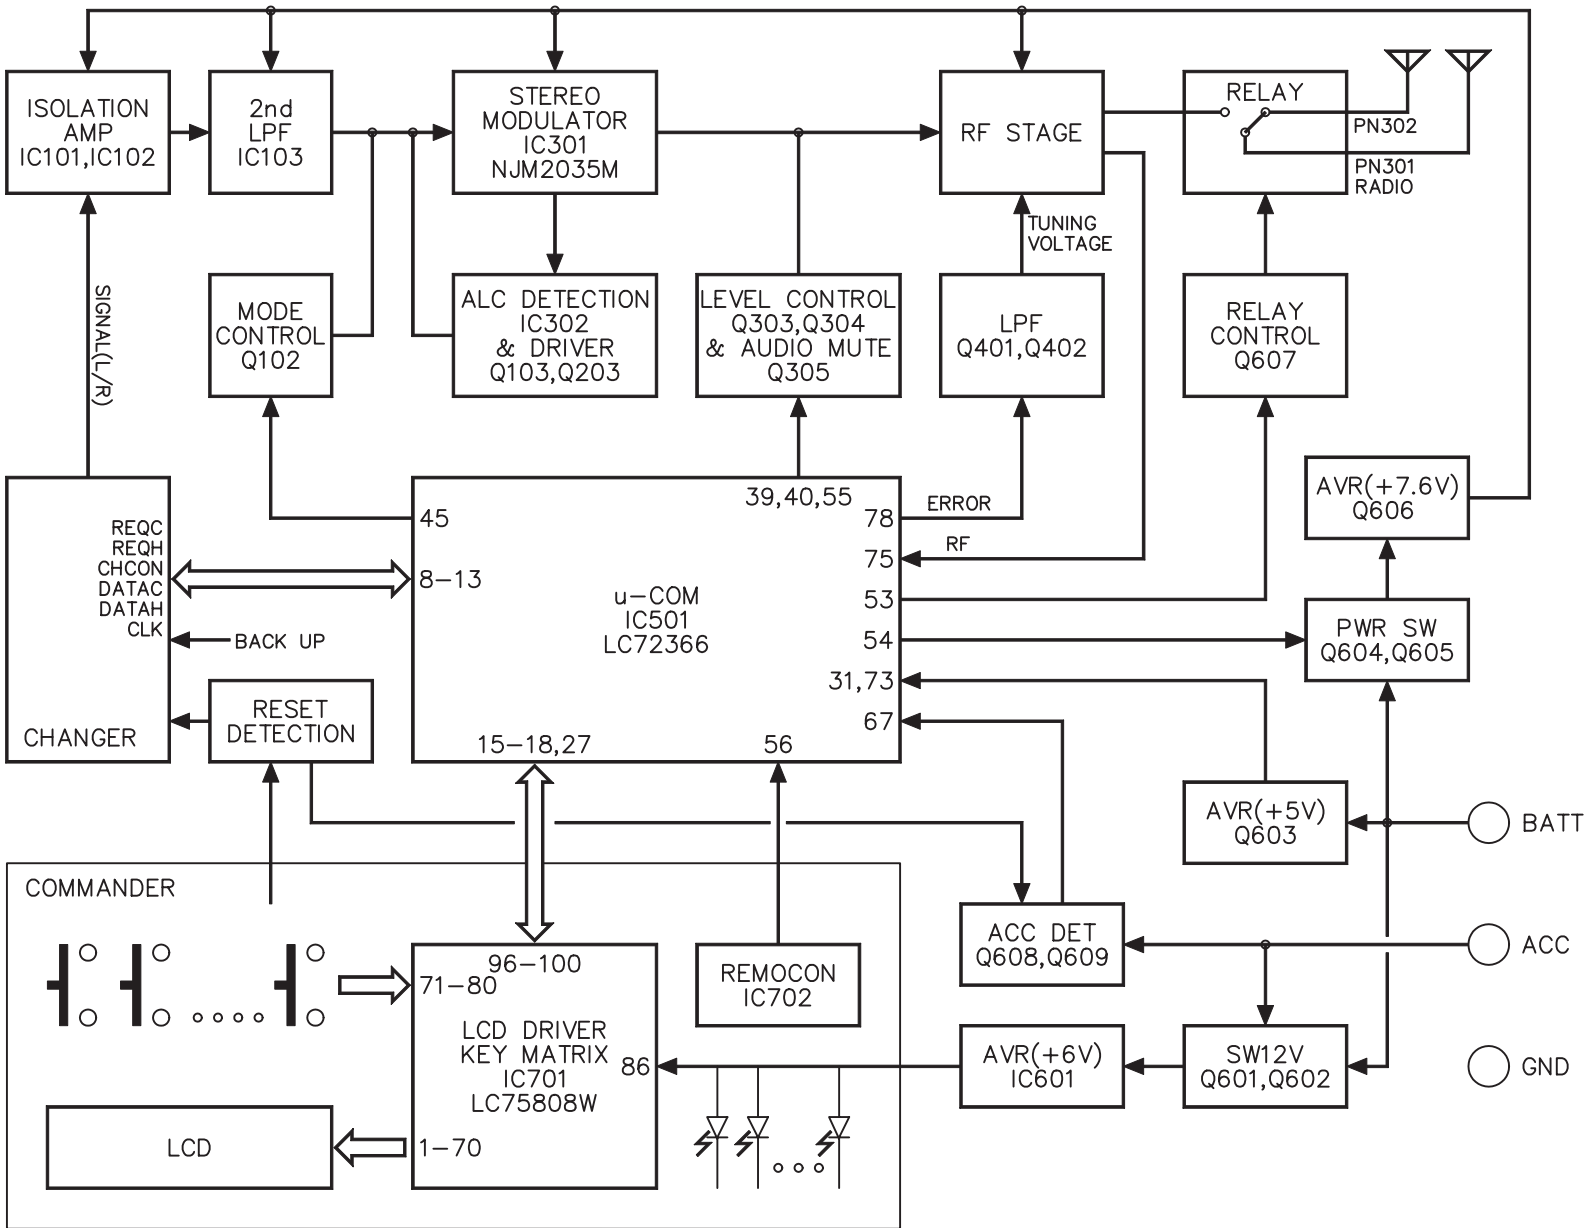 ISOLATION
AMP
IC101,IC102
2nd
LPF
IC103
STEREO
MODULATOR
IC301
NJM2035M
RF STAGE
RELAY
PN302
PN301
RADIO
TUNING
VOLTAGE
SIGNAL(L/R)
MODE
CONTROL
Q102
ALC DETECTION
IC302
& DRIVER
Q103,Q203
LEVEL CONTROL
Q303,Q304
& AUDIO MUTE
Q305
LPF
Q401,Q402
RELAY
CONTROL
Q607
AVR(+7.6V)
Q606
REQC
REQH
CHCON
DATAC
DATAH
CLK
BACK UP
CHANGER
RESET
DETECTION
45
8-13
39,40,55
78
ERROR
75
RF
53
54
31,73
67
u-COM
IC501
LC72366
15-18,27
56
PWR SW
Q604,Q605
AVR(+5V)
Q603
BATT
COMMANDER
ACC DET
Q608,Q609
ACC
96-100
71-80
LCD DRIVER
KEY MATRIX
IC701
LC75808W
86
1-70
REMOCON
IC702
AVR(+6V)
IC601
SW12V
Q601,Q602
GND
LCD